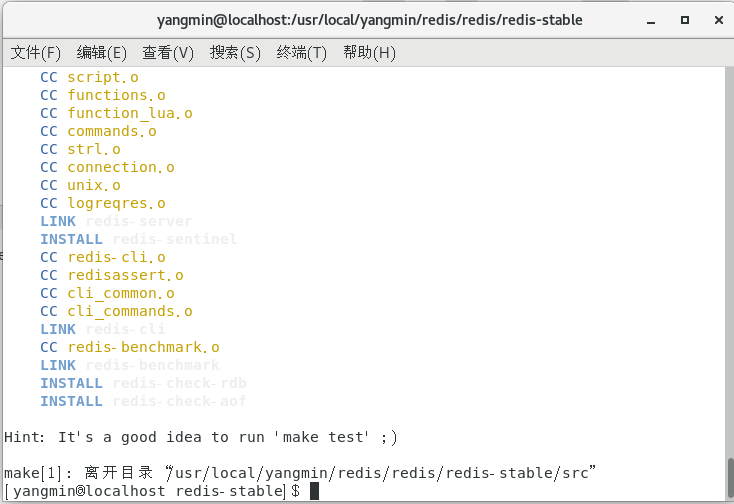 yangmin@localhost:/usr/local/yangmin/redis/redis/redis-stable
文件(F) 编辑(E) 查看(V) 搜索(S) 终端(T) 帮助(H)
CC script.o
CC functions.o
CC function_lua.o
CC commands.o
CC strl.o
CC connection.o
CC unix.o
CC logreqres.o
LINK redis-server
INSTALL redis-sentinel
CC redis-cli.o
CC redisassert.o
CC cli_common.o
CC cli_commands.o
LINK redis-cli
CC redis-benchmark.o
LINK redis-benchmark
INSTALL redis-check-rdb
INSTALL redis-check-aof
Hint: It's a good idea to run 'make test' ;)
make[1]: 离开目录“/usr/local/yangmin/redis/redis/redis-stable/src”
[yangmin@localhost redis-stable]$